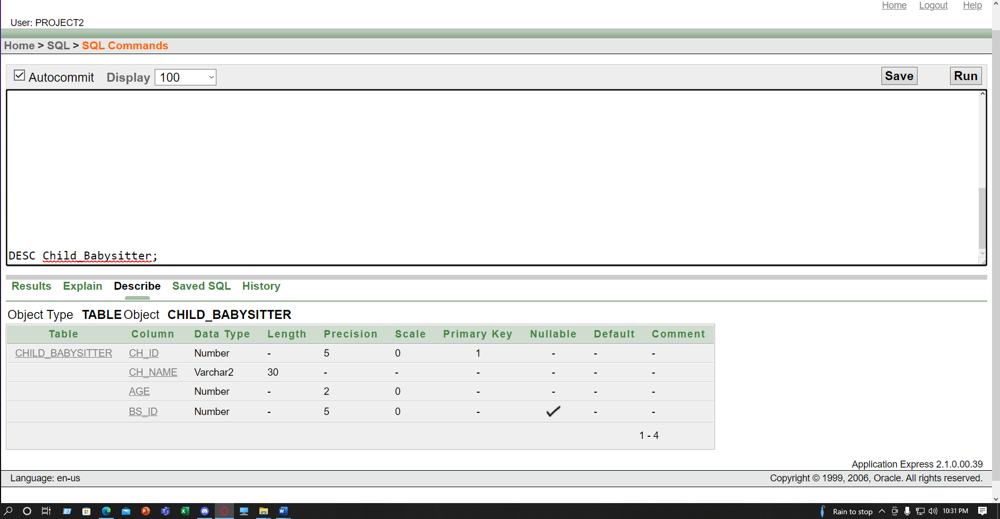 Home Logout Help
User: PROJECT2
Home > SQL > SQL Commands
Autocommit Display 100 Save Run
DESC Child_Babysitter;
Results Explain Describe Saved SQL History
Object Type TABLE Object CHILD_BABYSITTER
Table Column Data Type Length Precision Scale Primary Key Nullable Default Comment
CHILD_BABYSITTER CH_ID Number - 5 0 1 - - -
CH_NAME Varchar2 30 - - - - - -
AGE Number - 2 0 - - - -
BS_ID Number - 5 0 - - -
1 - 4
Application Express 2.1.0.00.39
Language: en-us Copyright © 1999, 2006, Oracle. All rights reserved.
Rain to stop 10:31 PM